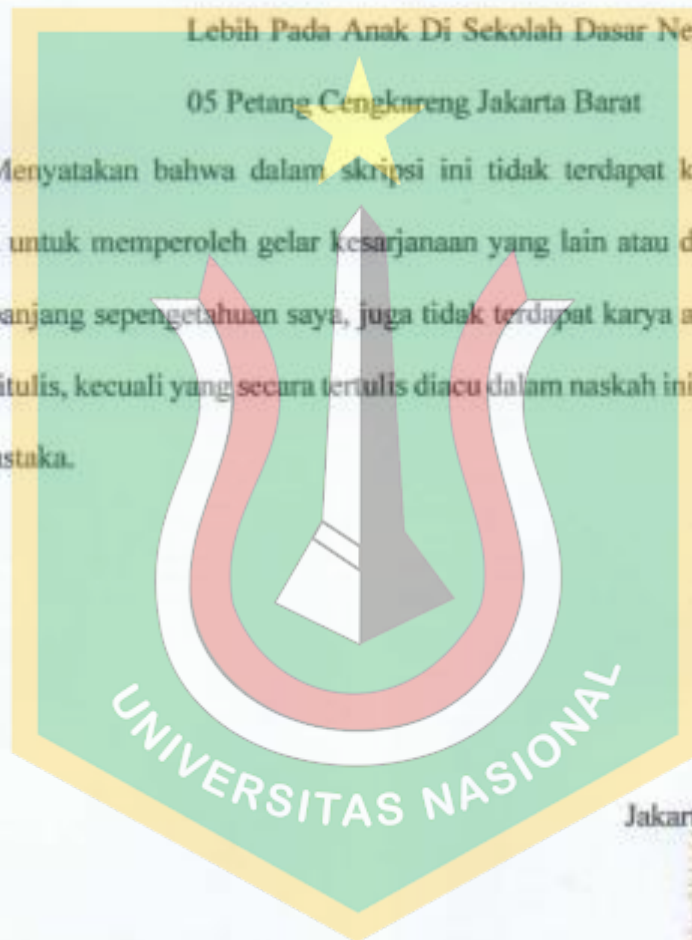 Lebih Pada Anak Di Sekolah Dasar Ne
05 Petang Cengkareng Jakarta Barat
Menyatakan bahwa dalam skripsi ini tidak terdapat k
untuk memperoleh gelar kesarjanaan yang lain atau d
panjang sepengetahuan saya, juga tidak terdapat karya a
itulis, kecuali yang secara tertulis diacu dalam naskah ini
ustaka.
UNIVERSITAS NASIONAL
Jakar